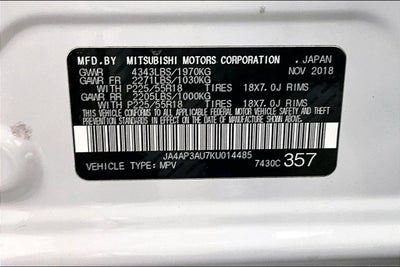 MFD.BY MITSUBISHI MOTORS CORPORATION , JAPAN
GVWR 4343LBS/1970KG NOV 2018
GAWR FR 2271LBS/1030KG
WITH P225/55R18 TIRES 18X7.0J RIMS
GAWR RR 2205LBS/1000KG
WITH P225/55R18 TIRES 18X7.0J RIMS
THIS VEHICLE CONFORMS TO ALL APPLICABLE
FEDERAL MOTOR VEHICLE SAFETY AND
THEFT PREVENTION STANDARDS IN EFFECT ON
THE DATE OF MANUFACTURE SHOWN ABOVE.
JA4AP3AU7KU014485
VEHICLE TYPE: MPV 7430C 357